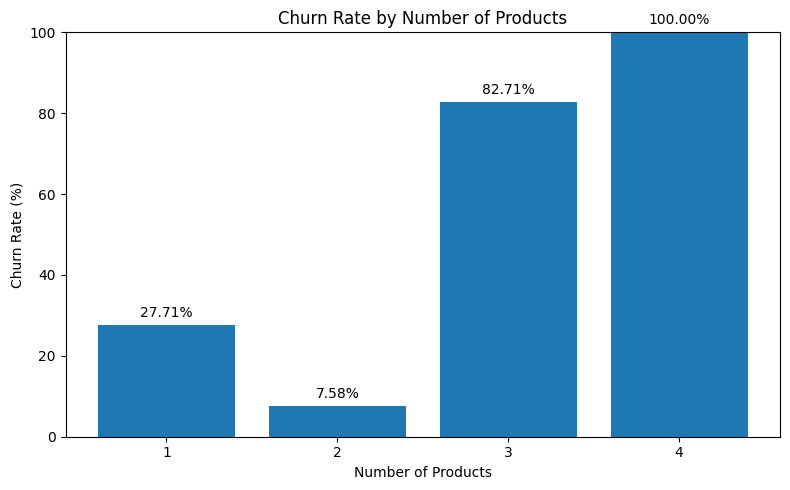 Churn Rate by Number of Products
100.00%
100
82.71%
80
60
Churn Rate (%)
40
27.71%
20
7.58%
0
1 2 3 4
Number of Products